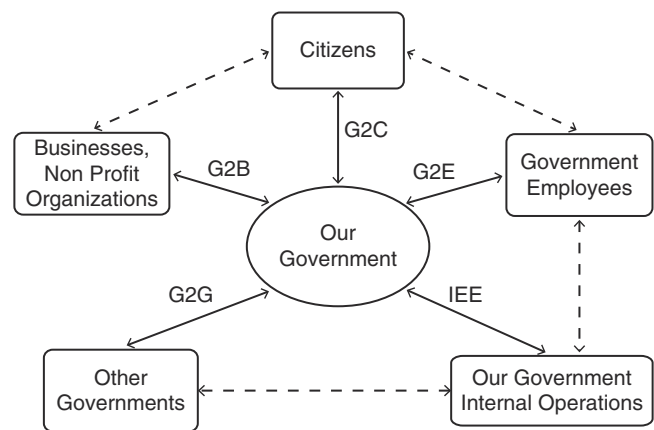 Citizens
G2C
Businesses,
Non Profit
Organizations
G2B
G2E
Government
Employees
Our
Government
G2G
IEE
Other
Governments
Our Government
Internal Operations